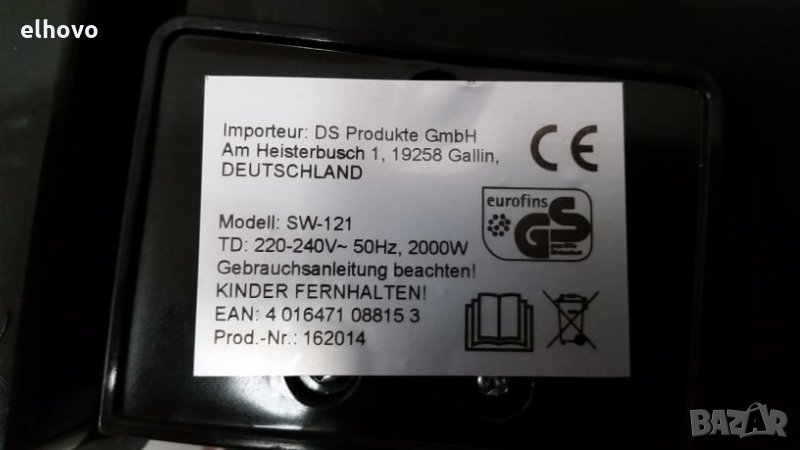 elhovo
Importeur: DS Produkte GmbH
Am Heisterbusch 1, 19258 Gallin,
DEUTSCHLAND
CE
eurofins
GS
Modell: SW-121
TD: 220-240V~ 50Hz, 2000W
Gebrauchsanleitung beachten!
KINDER FERNHALTEN!
EAN: 4 016471 08815 3
Prod.-Nr.: 162014
BAZAR